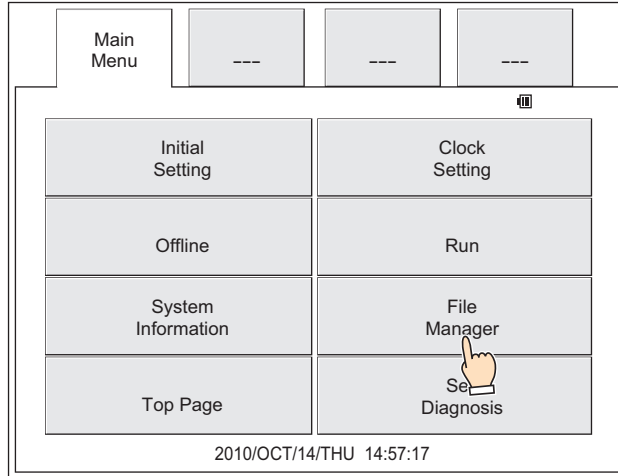 Main
Menu
---
---
---
Initial
Setting
Clock
Setting
Offline
Run
System
Information
File
Manager
Top Page
Diagnosis
2010/OCT/14/THU 14:57:17